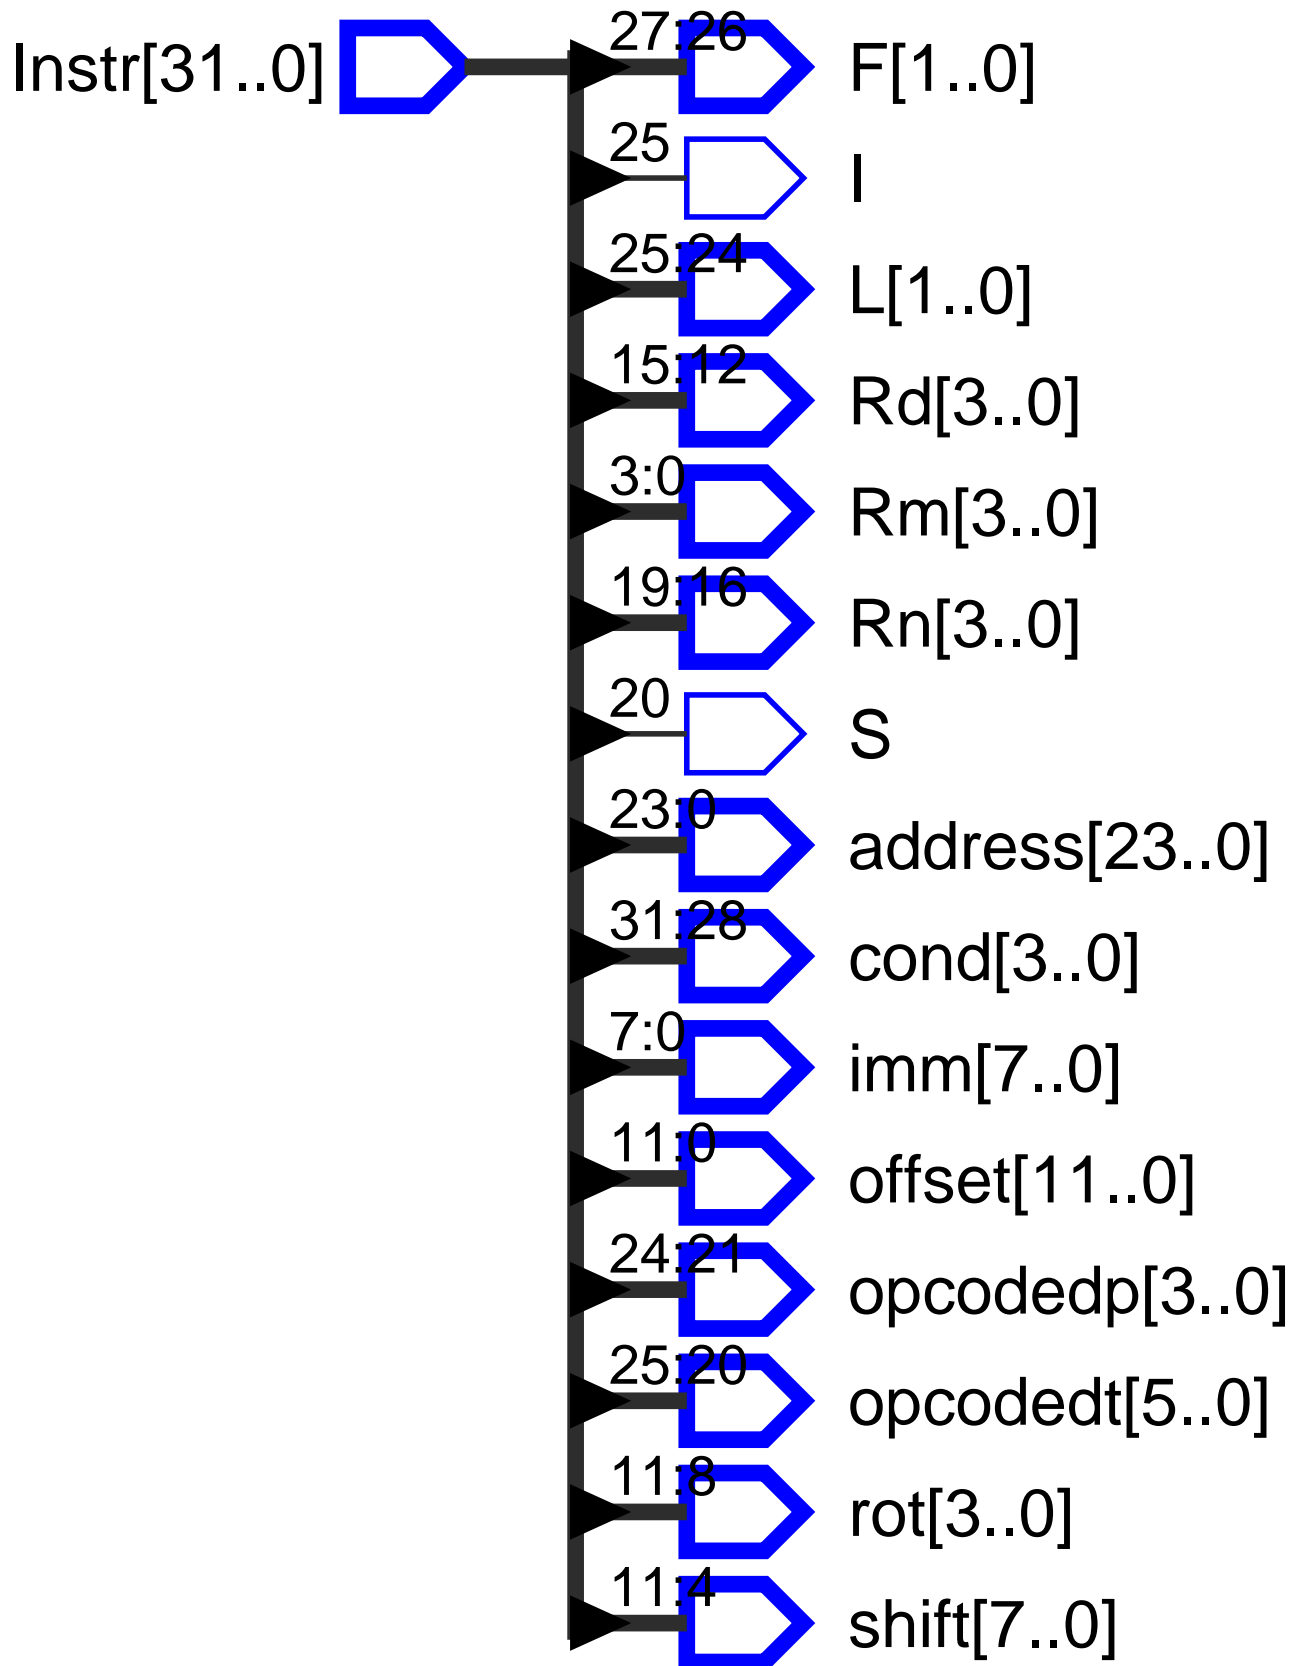 Instr[31..0] 27:26 F[1..0]
25 I
25:24 L[1..0]
15:12 Rd[3..0]
3:0 Rm[3..0]
19:16 Rn[3..0]
20 S
23:0 address[23..0]
31:28 cond[3..0]
7:0 imm[7..0]
11:0 offset[11..0]
24:21 opcodedp[3..0]
25:20 opcodedt[5..0]
11:8 rot[3..0]
11:4 shift[7..0]